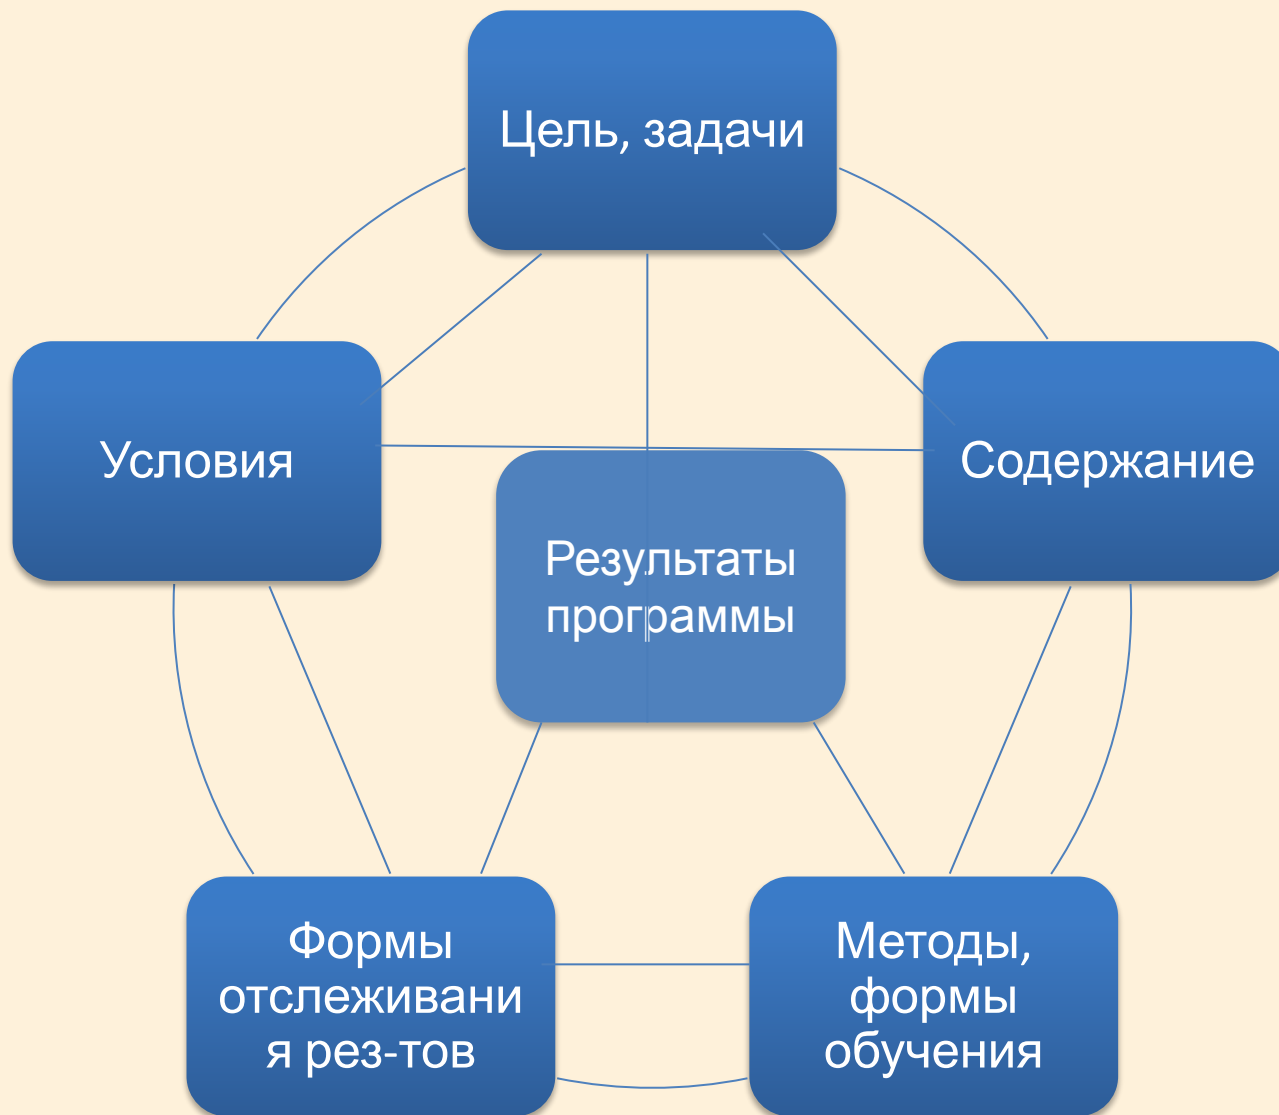 Цель, задачи
Условия
Содержание
Результаты
программы
Формы
отслеживани
я рез-тов
Методы,
формы
обучения